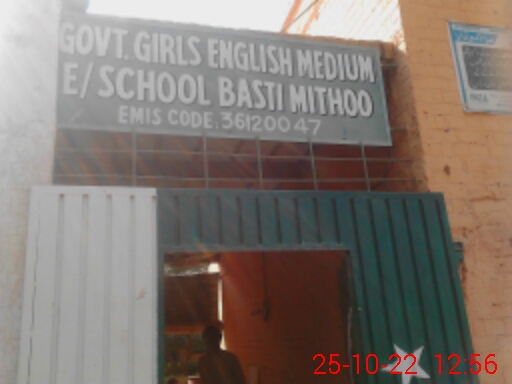 GOVT. GIRLS ENGLISH MEDIUM
E/SCHOOL BASTI MITHOO
EMIS CODE. 36120047
25-10-22 12:56